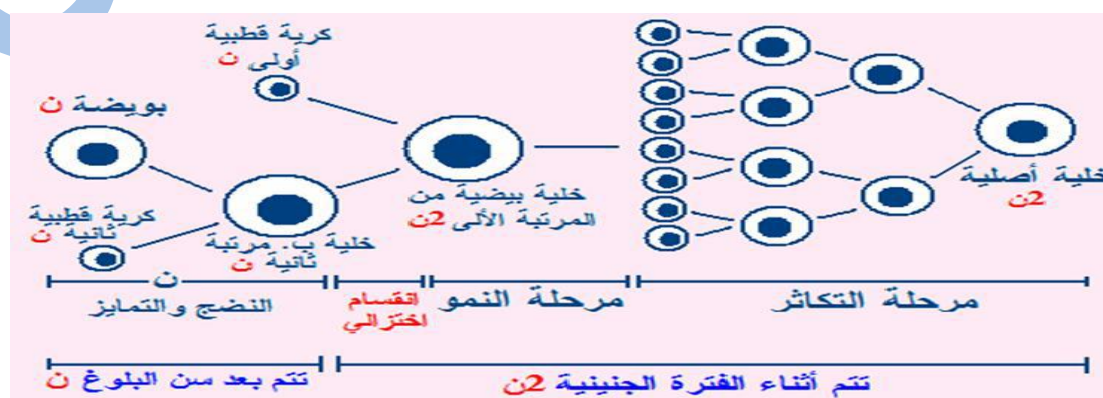 كرية قطبية
أولى ن
بويضة ن
خلية أصلية
2ن
خلية بيضية من
المرتبة الألى 2ن
كرية قطبية
ثانية ن
خلية ب. مرتبة
ثانية ن
ن
مرحلة التكاثر
مرحلة النمو
انقسام
اختزالي
النضج والتمايز
تتم أثناء الفترة الجنينية 2ن
تتم بعد سن البلوغ ن